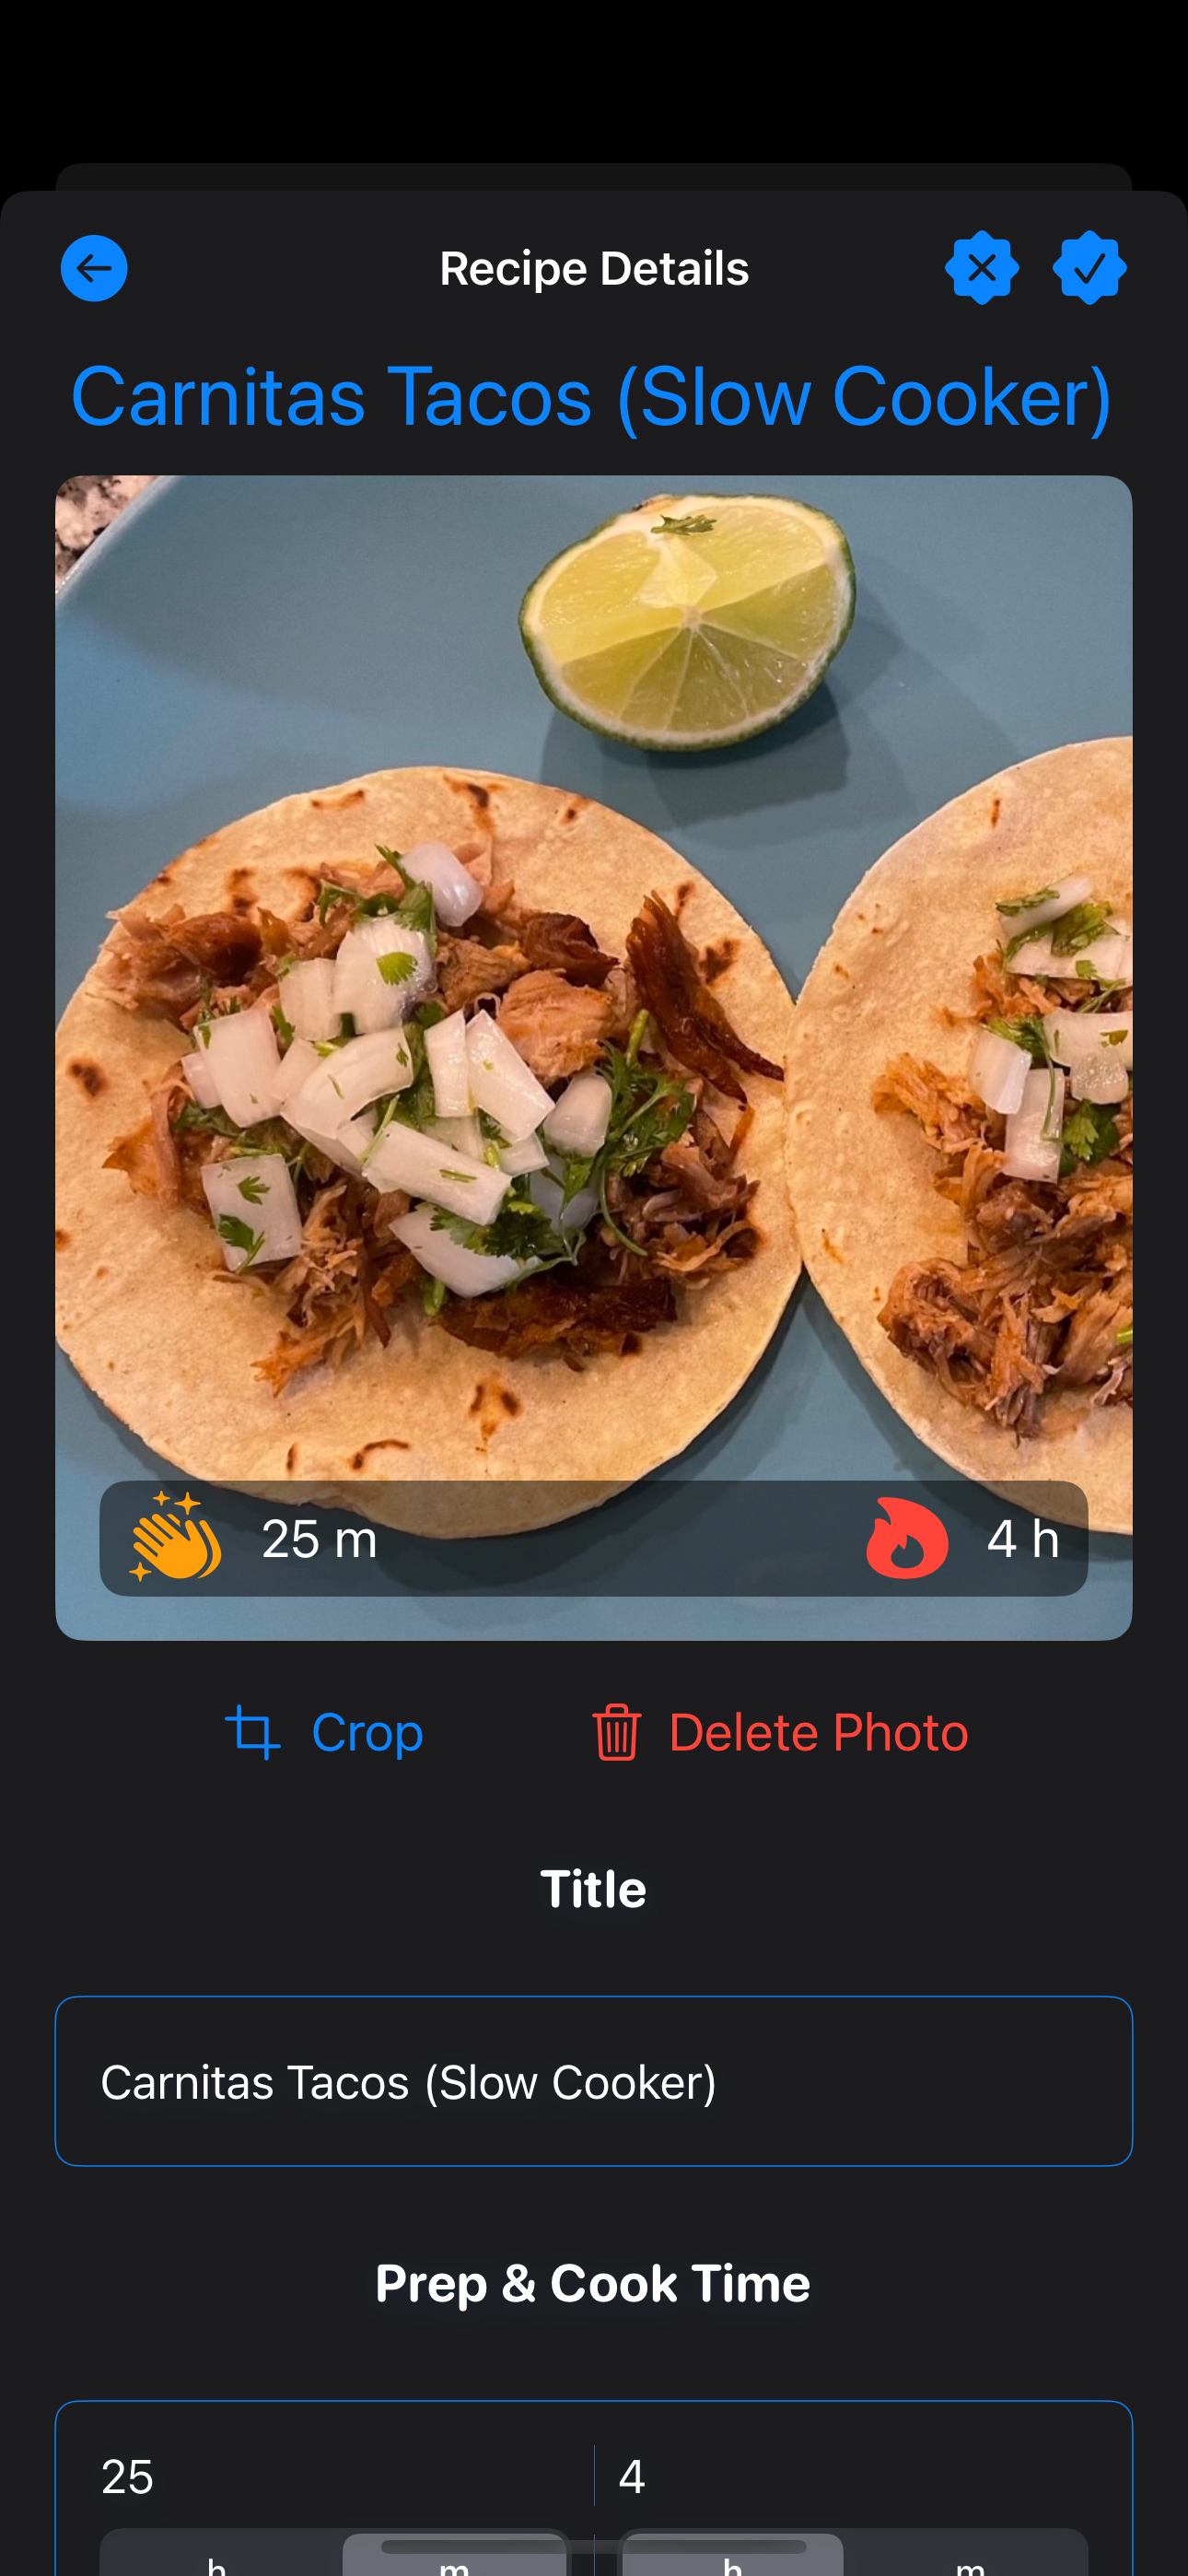 Recipe Details
Carnitas Tacos (Slow Cooker)
25 m 4 h
Crop Delete Photo
Title
Carnitas Tacos (Slow Cooker)
Prep & Cook Time
25 4
h m h m